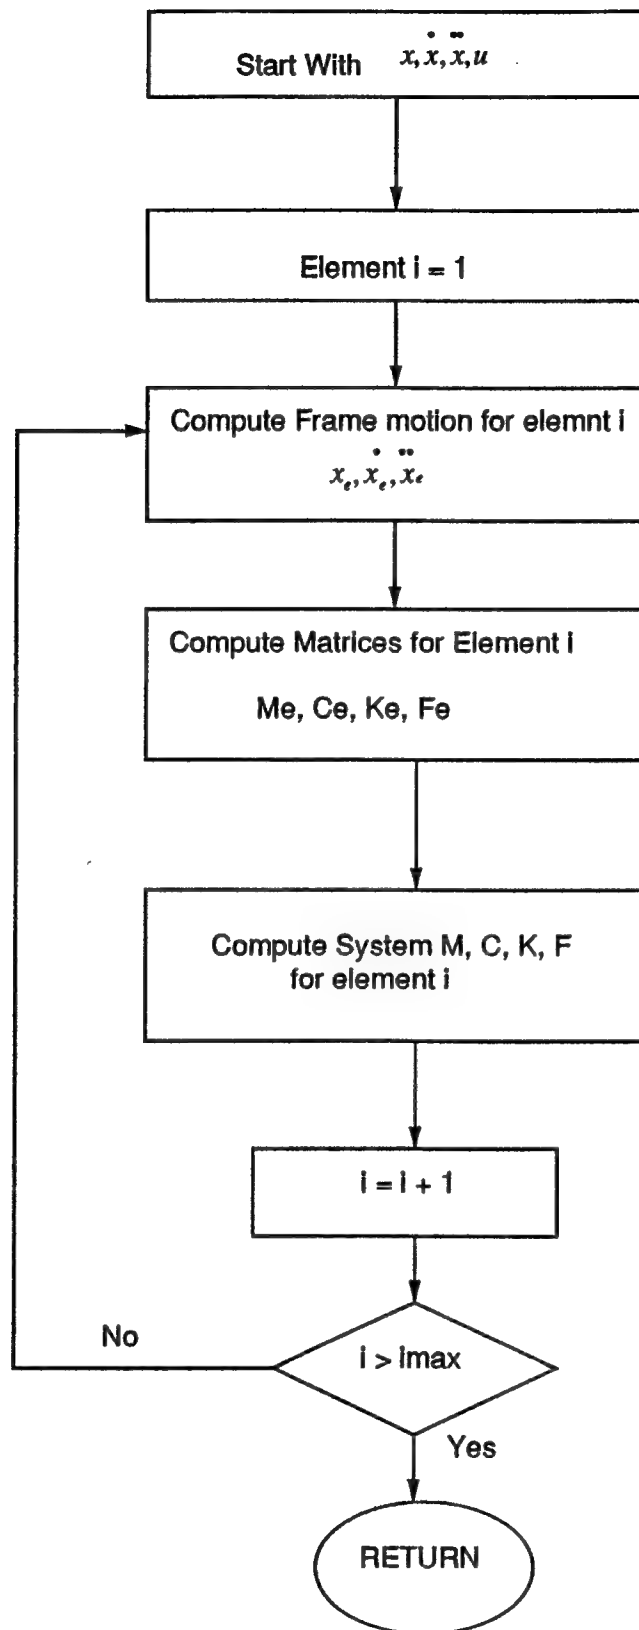 Start With x, ẋ, ẍ, u
Element i = 1
Compute Frame motion for elemnt i
xₑ, ẋₑ, ẍₑ
Compute Matrices for Element i
Me, Ce, Ke, Fe
Compute System M, C, K, F
for element i
i = i + 1
i > imax
No
Yes
RETURN